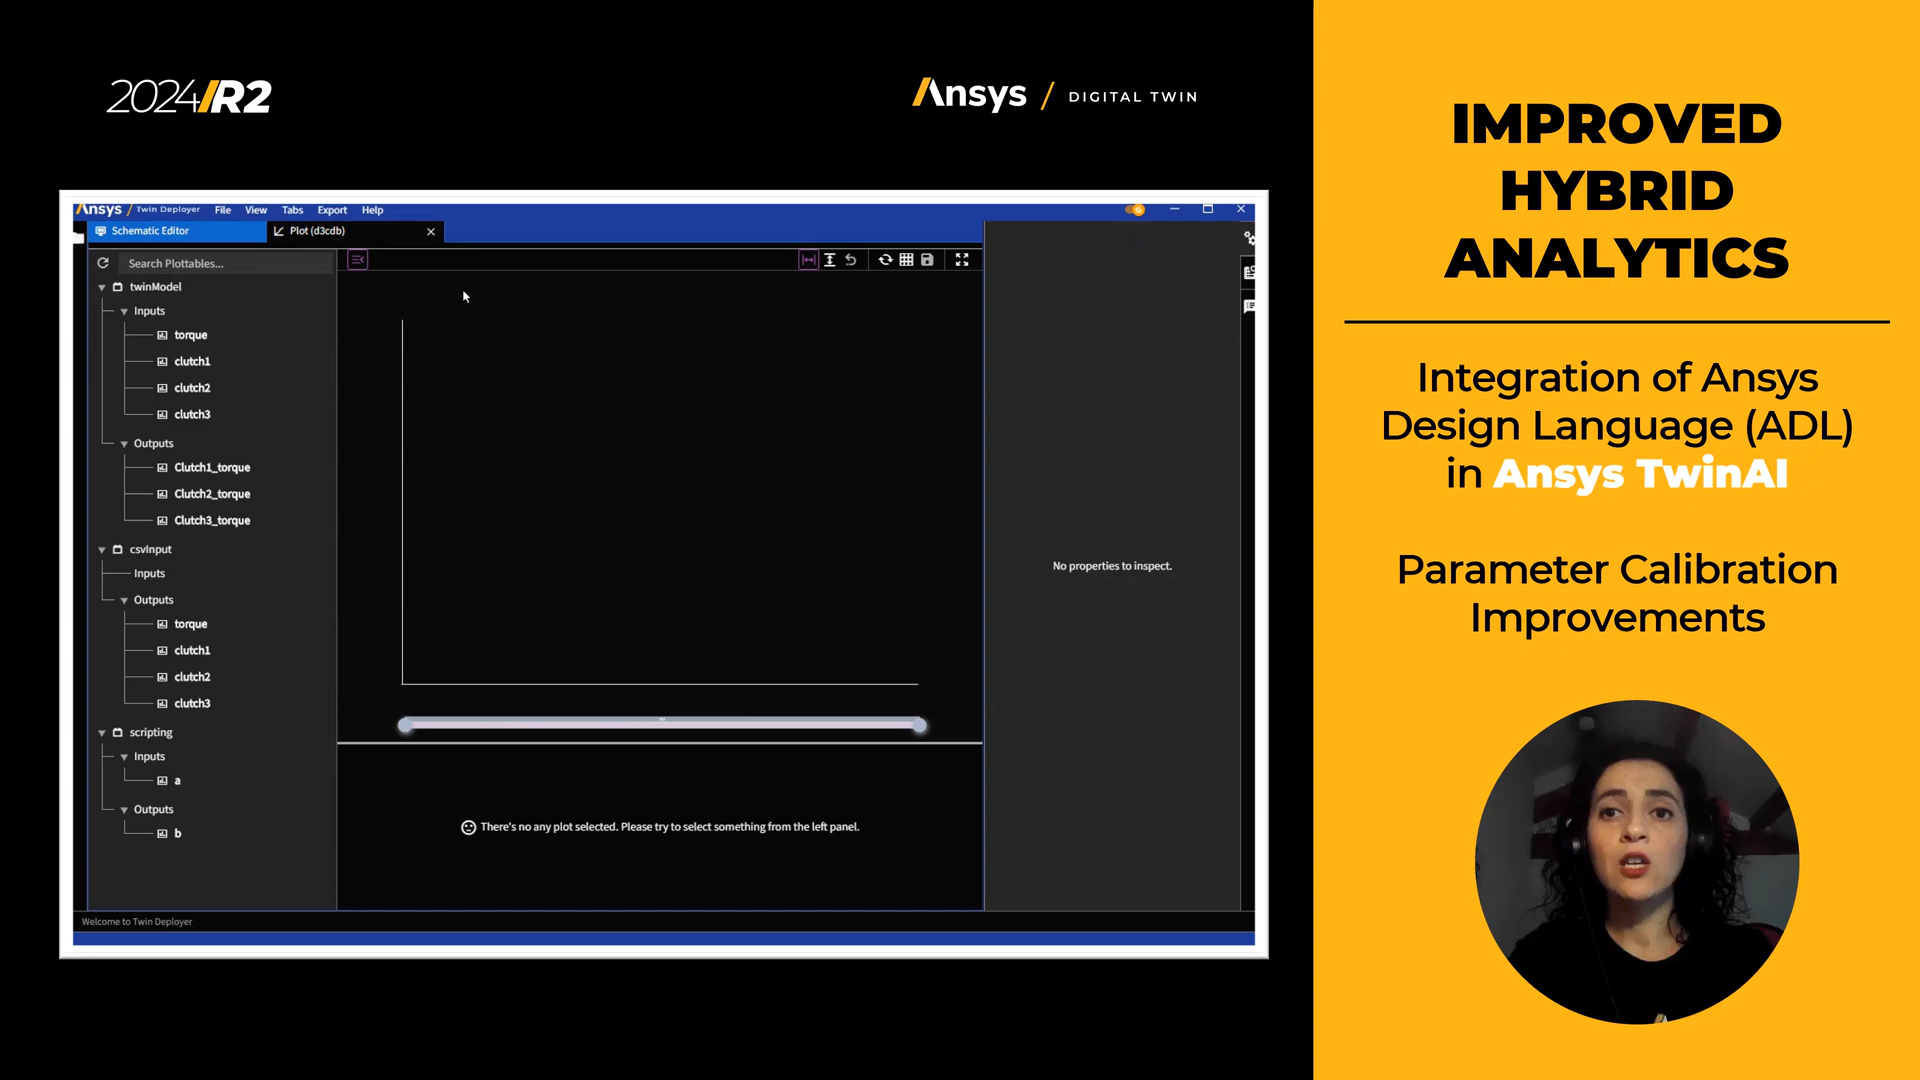 2024/R2
Ansys / DIGITAL TWIN
Ansys / Twin Deployer File View Tabs Export Help
Schematic Editor
Plot (d3cdb)
Search Plottables...
twinModel
Inputs
torque
clutch1
clutch2
clutch3
Outputs
Clutch1_torque
Clutch2_torque
Clutch3_torque
csvInput
Inputs
Outputs
torque
clutch1
clutch2
clutch3
scripting
Inputs
a
Outputs
b
There's no any plot selected. Please try to select something from the left panel.
No properties to inspect.
Welcome to Twin Deployer
IMPROVED
HYBRID
ANALYTICS
Integration of Ansys
Design Language (ADL)
in Ansys TwinAI
Parameter Calibration
Improvements